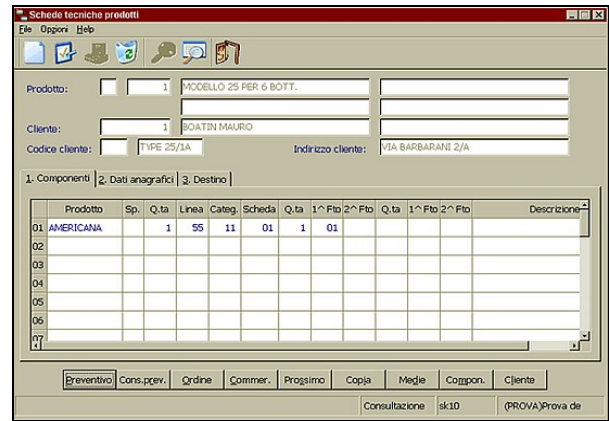 Schede tecniche prodotti
File Opzioni Help
Prodotto: 1 MODELLO 25 PER 6 BOTT.
Cliente: 1 BOATIN MAURO
Codice cliente: TYPE 25/1A Indirizzo cliente: VIA BARBARANI 2/A
1. Componenti 2. Dati anagrafici 3. Destino
Prodotto Sp. Q.ta Linea Categ. Scheda Q.ta 1^Fto 2^Fto Q.ta 1^Fto 2^Fto Descrizione
01 AMERICANA 1 55 11 01 1 01
02
03
04
05
06
07
Preventivo Cons.prev. Ordine Commer. Prossimo Copia Medie Compon. Cliente
Consultazione sk10 (PROVA)Prova de